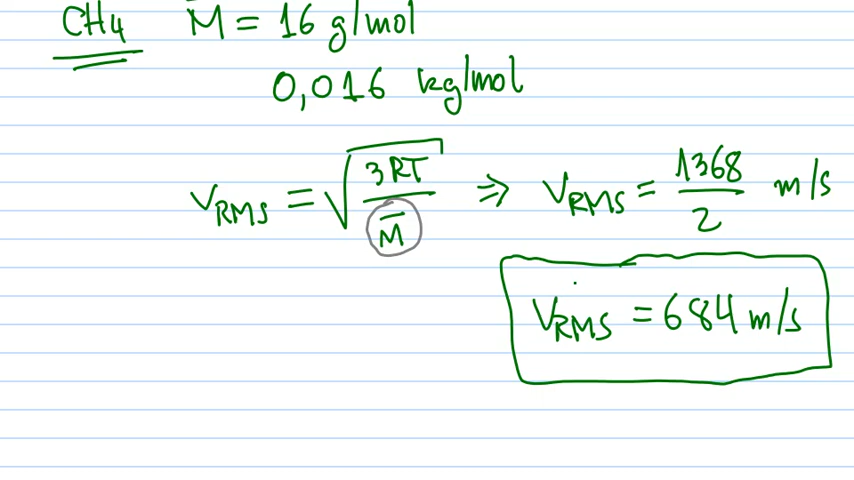 CH4 M̅ = 16 g/mol
0,016 kg/mol
vRMS = √(3RT/M̅) ⇒ vRMS = 1368/2 m/s
vRMS = 684 m/s